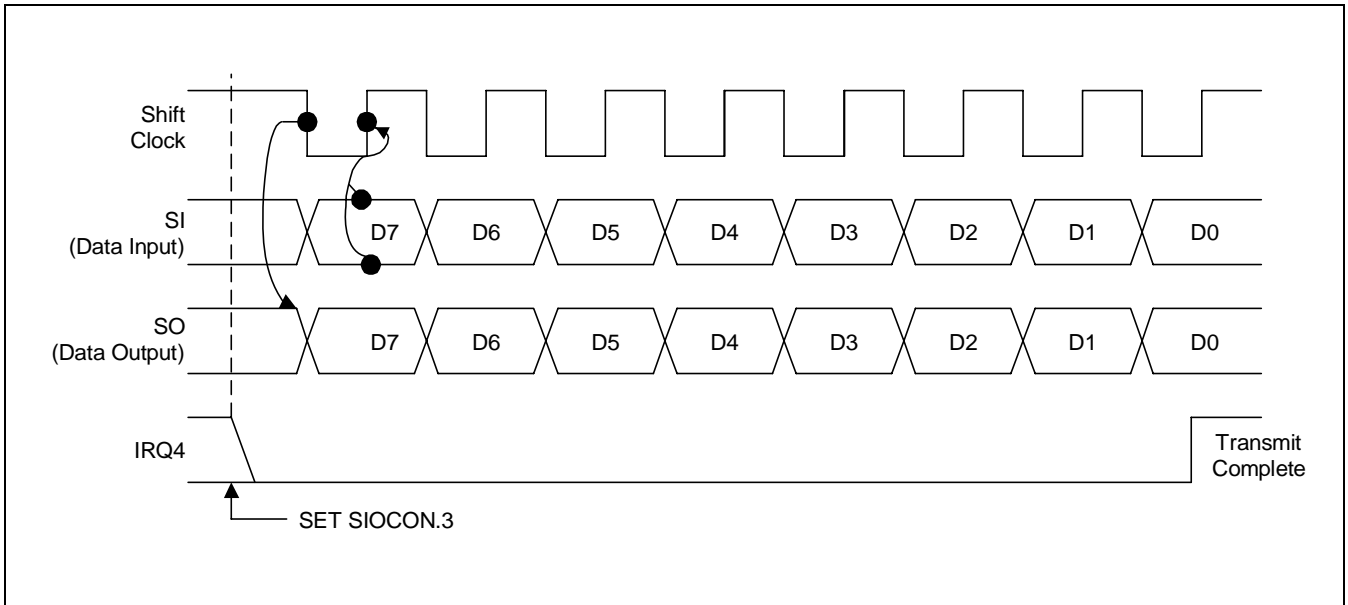 Shift
Clock
SI
(Data Input)
D7 D6 D5 D4 D3 D2 D1 D0
SO
(Data Output)
D7 D6 D5 D4 D3 D2 D1 D0
IRQ4
Transmit
Complete
SET SIOCON.3